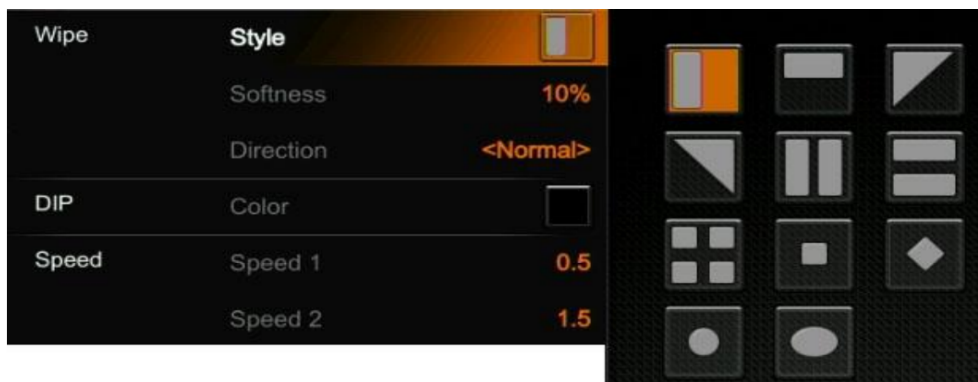 Wipe Style
Softness 10%
Direction <Normal>
DIP Color
Speed Speed 1 0.5
Speed 2 1.5